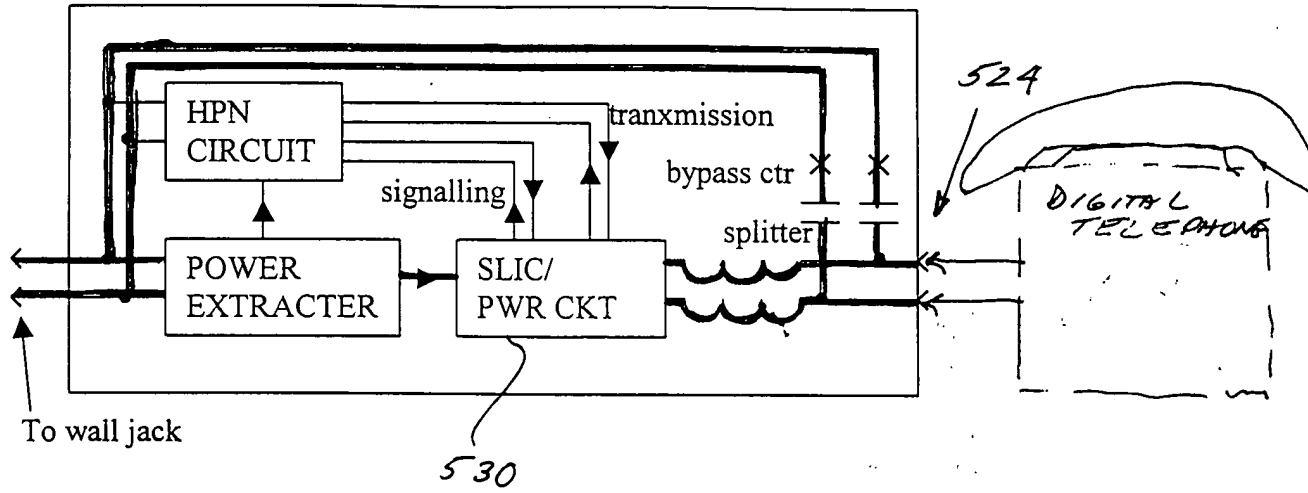 HPN
CIRCUIT
tranxmission
signalling
bypass ctr
splitter
POWER
EXTRACTER
SLIC/
PWR CKT
524
DIGITAL
TELEPHONE
To wall jack
530